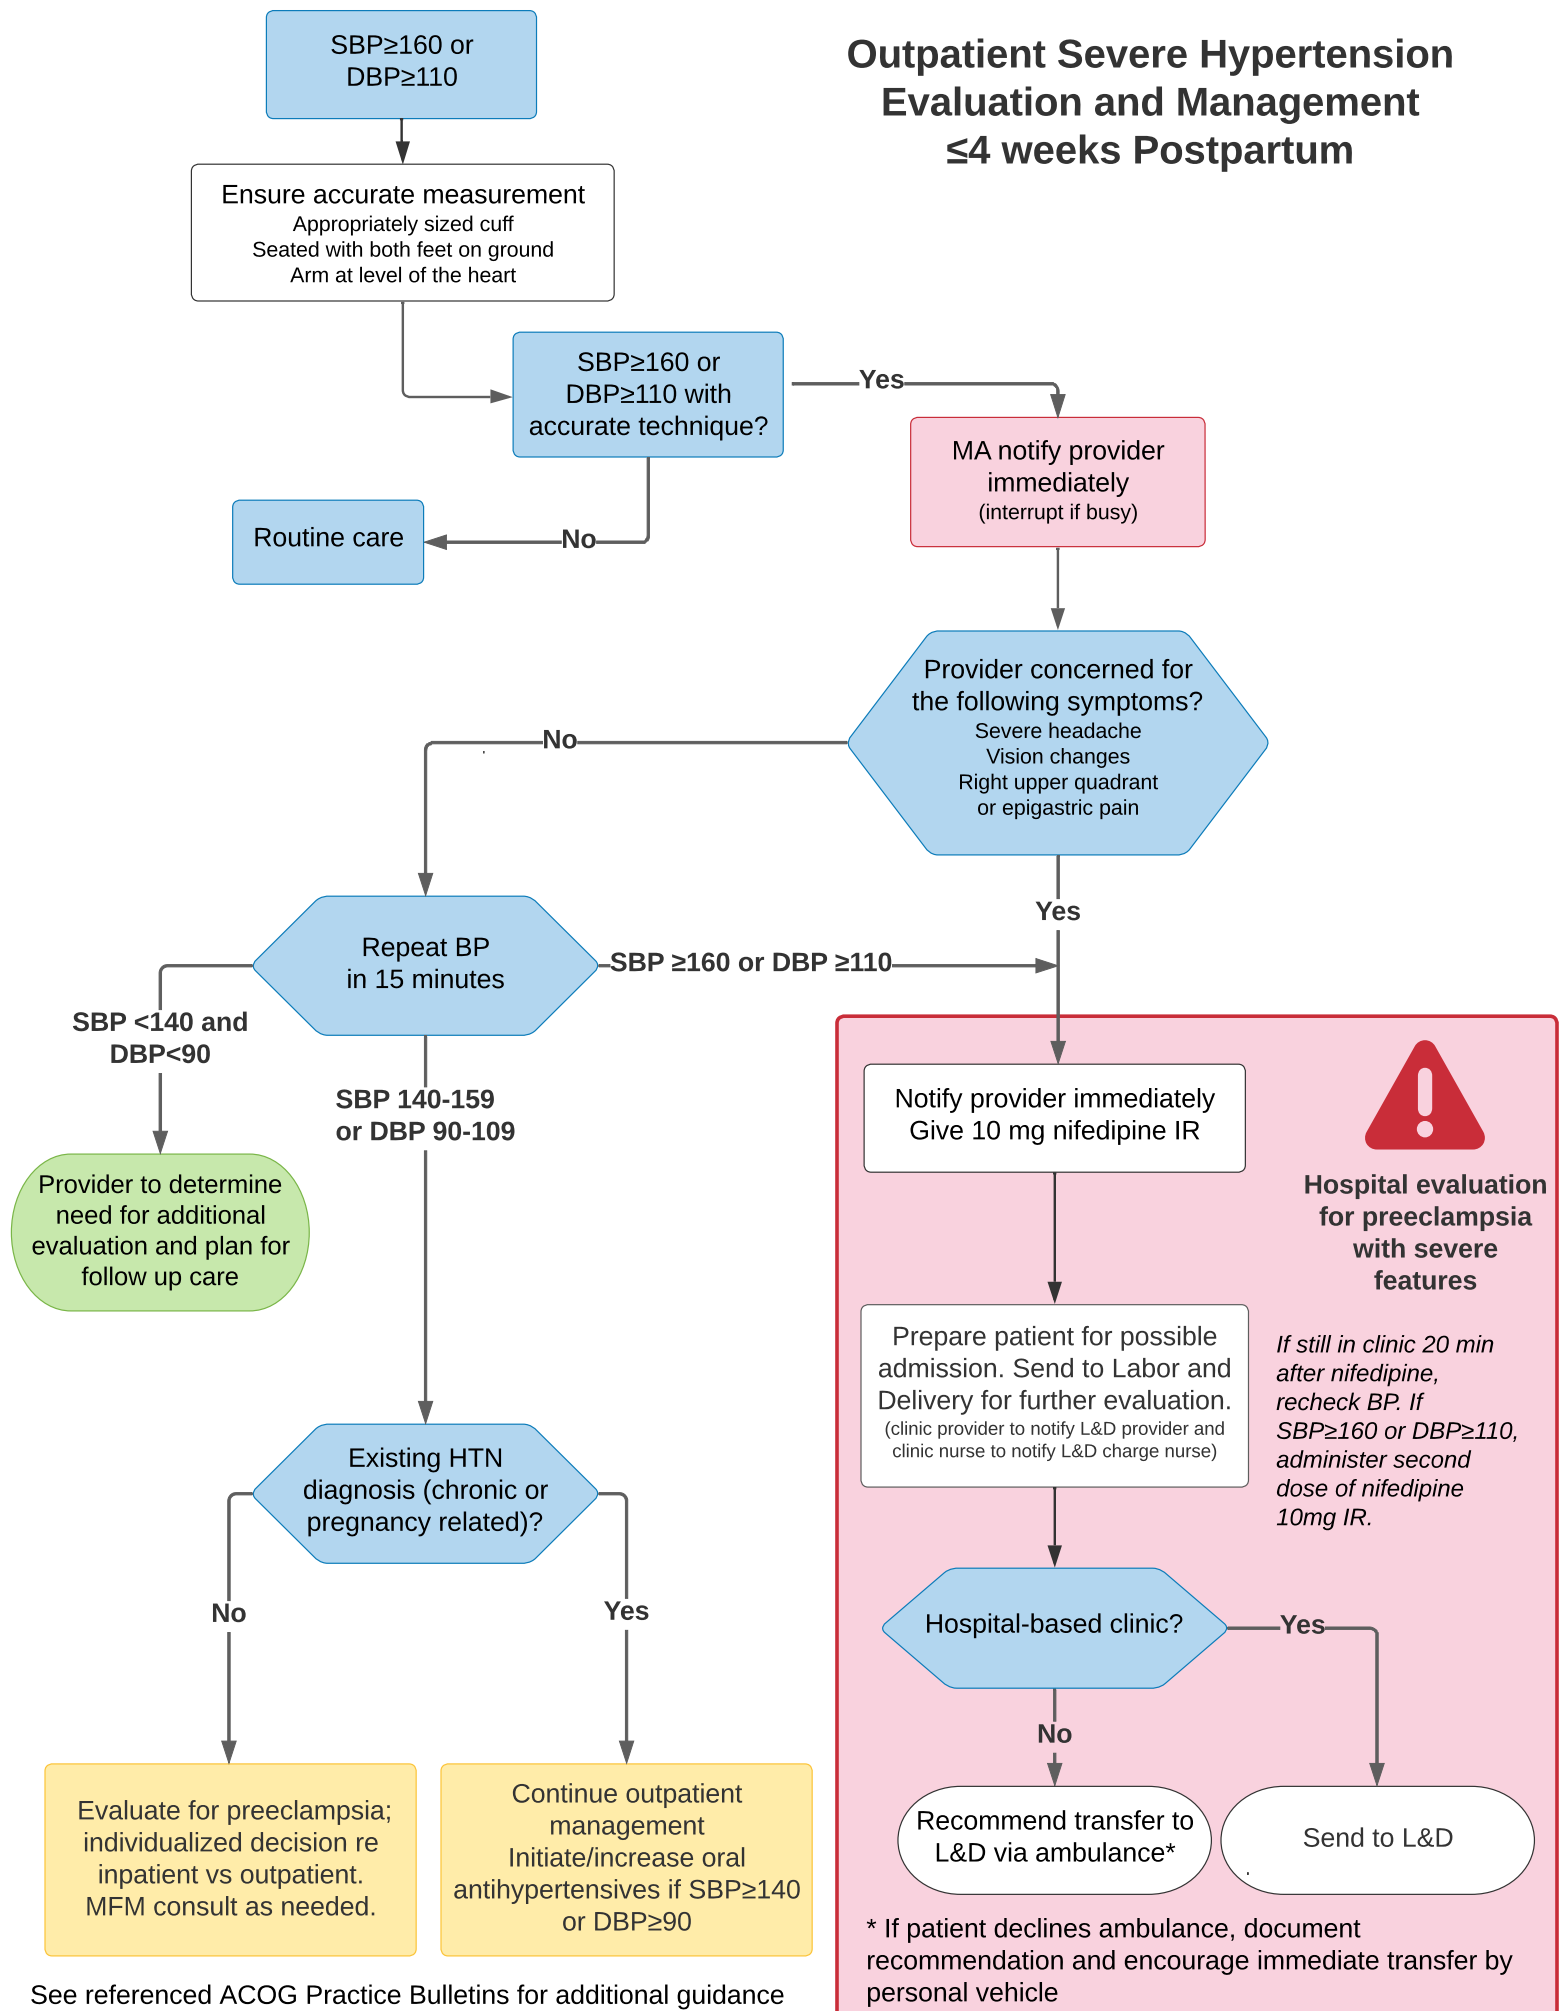 SBP≥160 or
DBP≥110
Outpatient Severe Hypertension
Evaluation and Management
≤4 weeks Postpartum
Ensure accurate measurement
Appropriately sized cuff
Seated with both feet on ground
Arm at level of the heart
SBP≥160 or
DBP≥110 with
accurate technique?
Yes
No
Routine care
MA notify provider
immediately
(interrupt if busy)
Provider concerned for
the following symptoms?
Severe headache
Vision changes
Right upper quadrant
or epigastric pain
No
Yes
Repeat BP
in 15 minutes
SBP ≥160 or DBP ≥110
SBP <140 and
DBP<90
SBP 140-159
or DBP 90-109
Provider to determine
need for additional
evaluation and plan for
follow up care
Notify provider immediately
Give 10 mg nifedipine IR
Hospital evaluation
for preeclampsia
with severe
features
Prepare patient for possible
admission. Send to Labor and
Delivery for further evaluation.
(clinic provider to notify L&D provider and
clinic nurse to notify L&D charge nurse)
If still in clinic 20 min
after nifedipine,
recheck BP. If
SBP≥160 or DBP≥110,
administer second
dose of nifedipine
10mg IR.
Existing HTN
diagnosis (chronic or
pregnancy related)?
No
Yes
Hospital-based clinic?
Yes
No
Evaluate for preeclampsia;
individualized decision re
inpatient vs outpatient.
MFM consult as needed.
Continue outpatient
management
Initiate/increase oral
antihypertensives if SBP≥140
or DBP≥90
Recommend transfer to
L&D via ambulance*
Send to L&D
* If patient declines ambulance, document
recommendation and encourage immediate transfer by
personal vehicle
See referenced ACOG Practice Bulletins for additional guidance